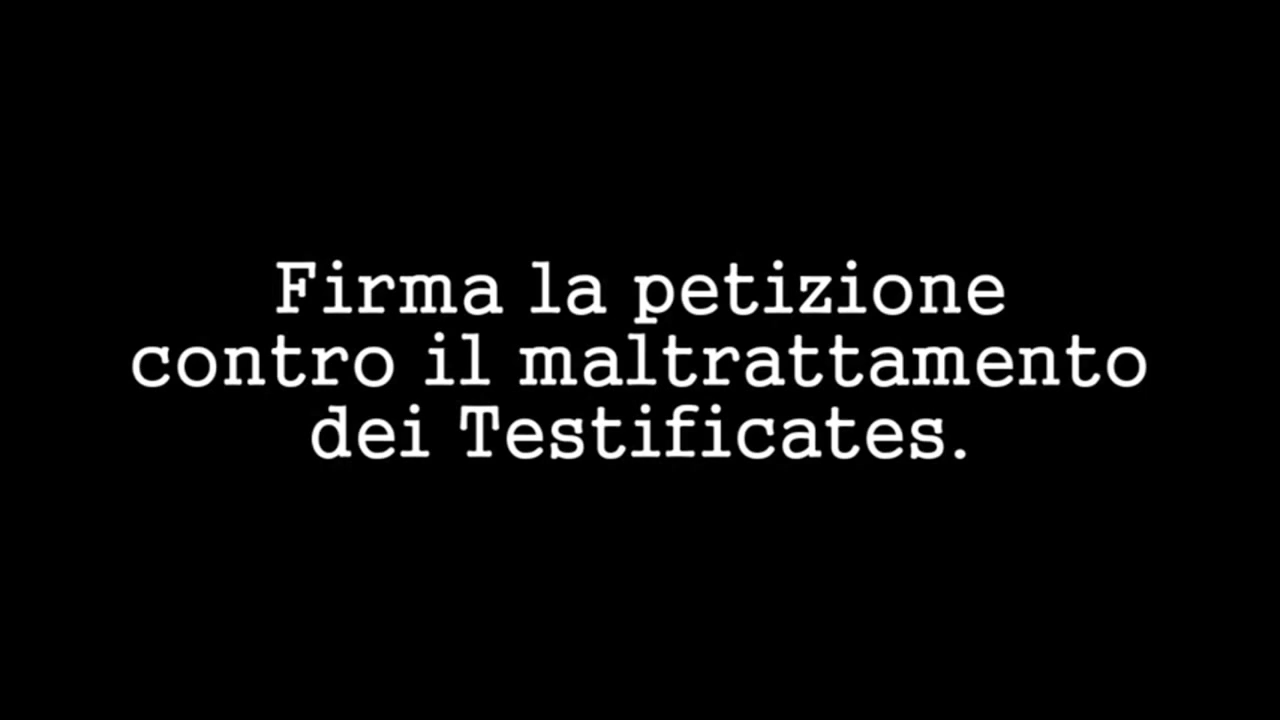 Firma la petizione
contro il maltrattamento
dei Testificates.